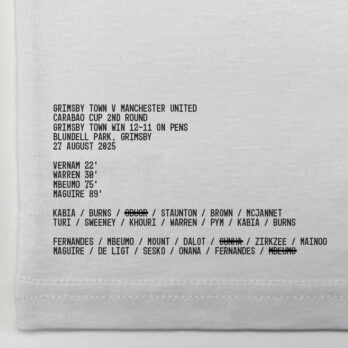 GRIMSBY TOWN V MANCHESTER UNITED
CARABAO CUP 2ND ROUND
GRIMSBY TOWN WIN 12-11 ON PENS
BLUNDELL PARK, GRIMSBY
27 AUGUST 2025
VERNAM 22'
WARREN 30'
MBEUMO 75'
MAGUIRE 89'
KABIA / BURNS / ODUOR / STAUNTON / BROWN / MCJANNET
TURI / SWEENEY / KHOURI / WARREN / PYM / KABIA / BURNS
FERNANDES / MBEUMO / MOUNT / DALOT / CUNHA / ZIRKZEE / MAINOO
MAGUIRE / DE LIGT / SESKO / ONANA / FERNANDES / MBEUMO